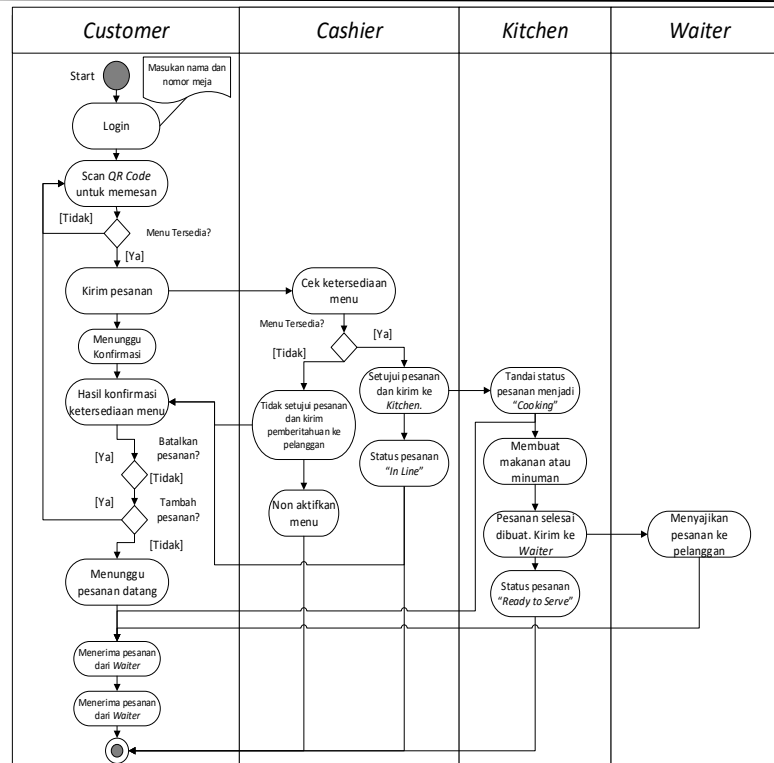 Customer
Cashier
Kitchen
Waiter
Start
Masukan nama dan
nomor meja
Login
Scan QR Code
untuk memesan
[Tidak]
Menu Tersedia?
[Ya]
Kirim pesanan
Cek ketersediaan
menu
Menunggu
Konfirmasi
Menu Tersedia?
[Ya]
[Tidak]
Hasil konfirmasi
ketersediaan menu
Tidak setujui pesanan
dan kirim
pemberitahuan ke
pelanggan
Setujui pesanan
dan kirim ke
Kitchen.
Tandai status
pesanan menjadi
“Cooking”
Batalkan
pesanan?
[Ya]
[Tidak]
Status pesanan
“In Line”
Membuat
makanan atau
minuman
[Ya]
Tambah
pesanan?
[Tidak]
Non aktifkan
menu
Pesanan selesai
dibuat. Kirim ke
Waiter
Menyajikan
pesanan ke
pelanggan
Menunggu
pesanan datang
Status pesanan
“Ready to Serve”
Menerima pesanan
dari Waiter
Menerima pesanan
dari Waiter